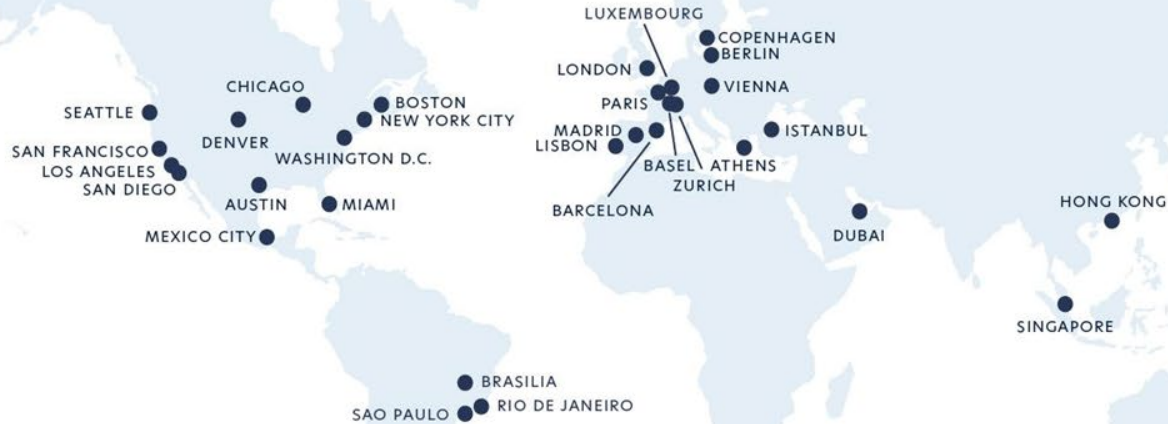 LUXEMBOURG
COPENHAGEN
BERLIN
LONDON
VIENNA
PARIS
MADRID
LISBON
ISTANBUL
BASEL
ATHENS
ZURICH
BARCELONA
CHICAGO
SEATTLE
BOSTON
NEW YORK CITY
DENVER
WASHINGTON D.C.
SAN FRANCISCO
LOS ANGELES
SAN DIEGO
AUSTIN
MIAMI
MEXICO CITY
HONG KONG
DUBAI
SINGAPORE
BRASILIA
RIO DE JANEIRO
SAO PAULO